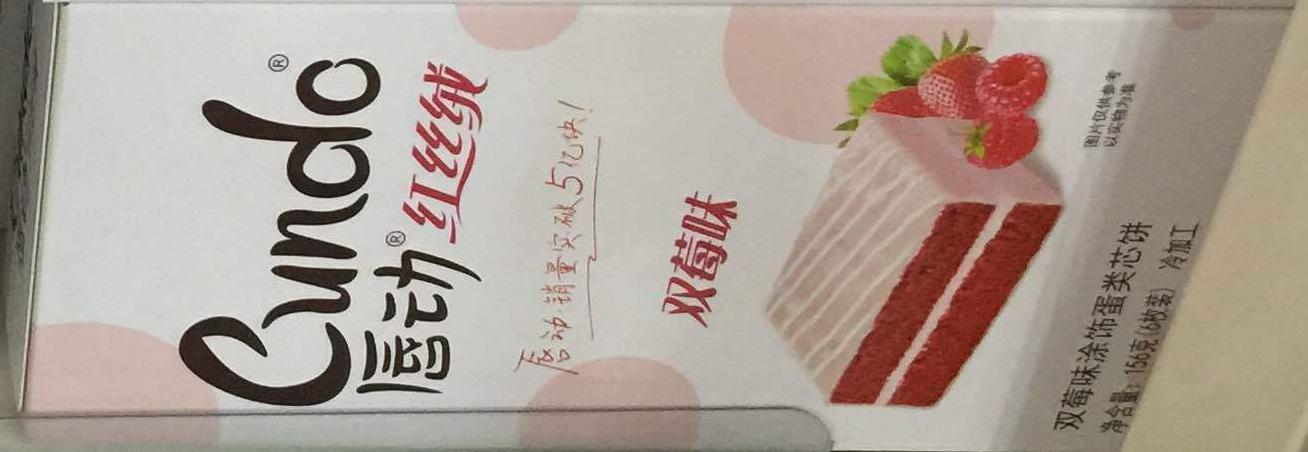 Cundo®
唇动®
红丝绒
唇动·销量突破5亿块!
双莓味
图片仅供参考
以实物为准
双莓味涂饰蛋类芯饼
净含量：156克(6枚装) 冷加工